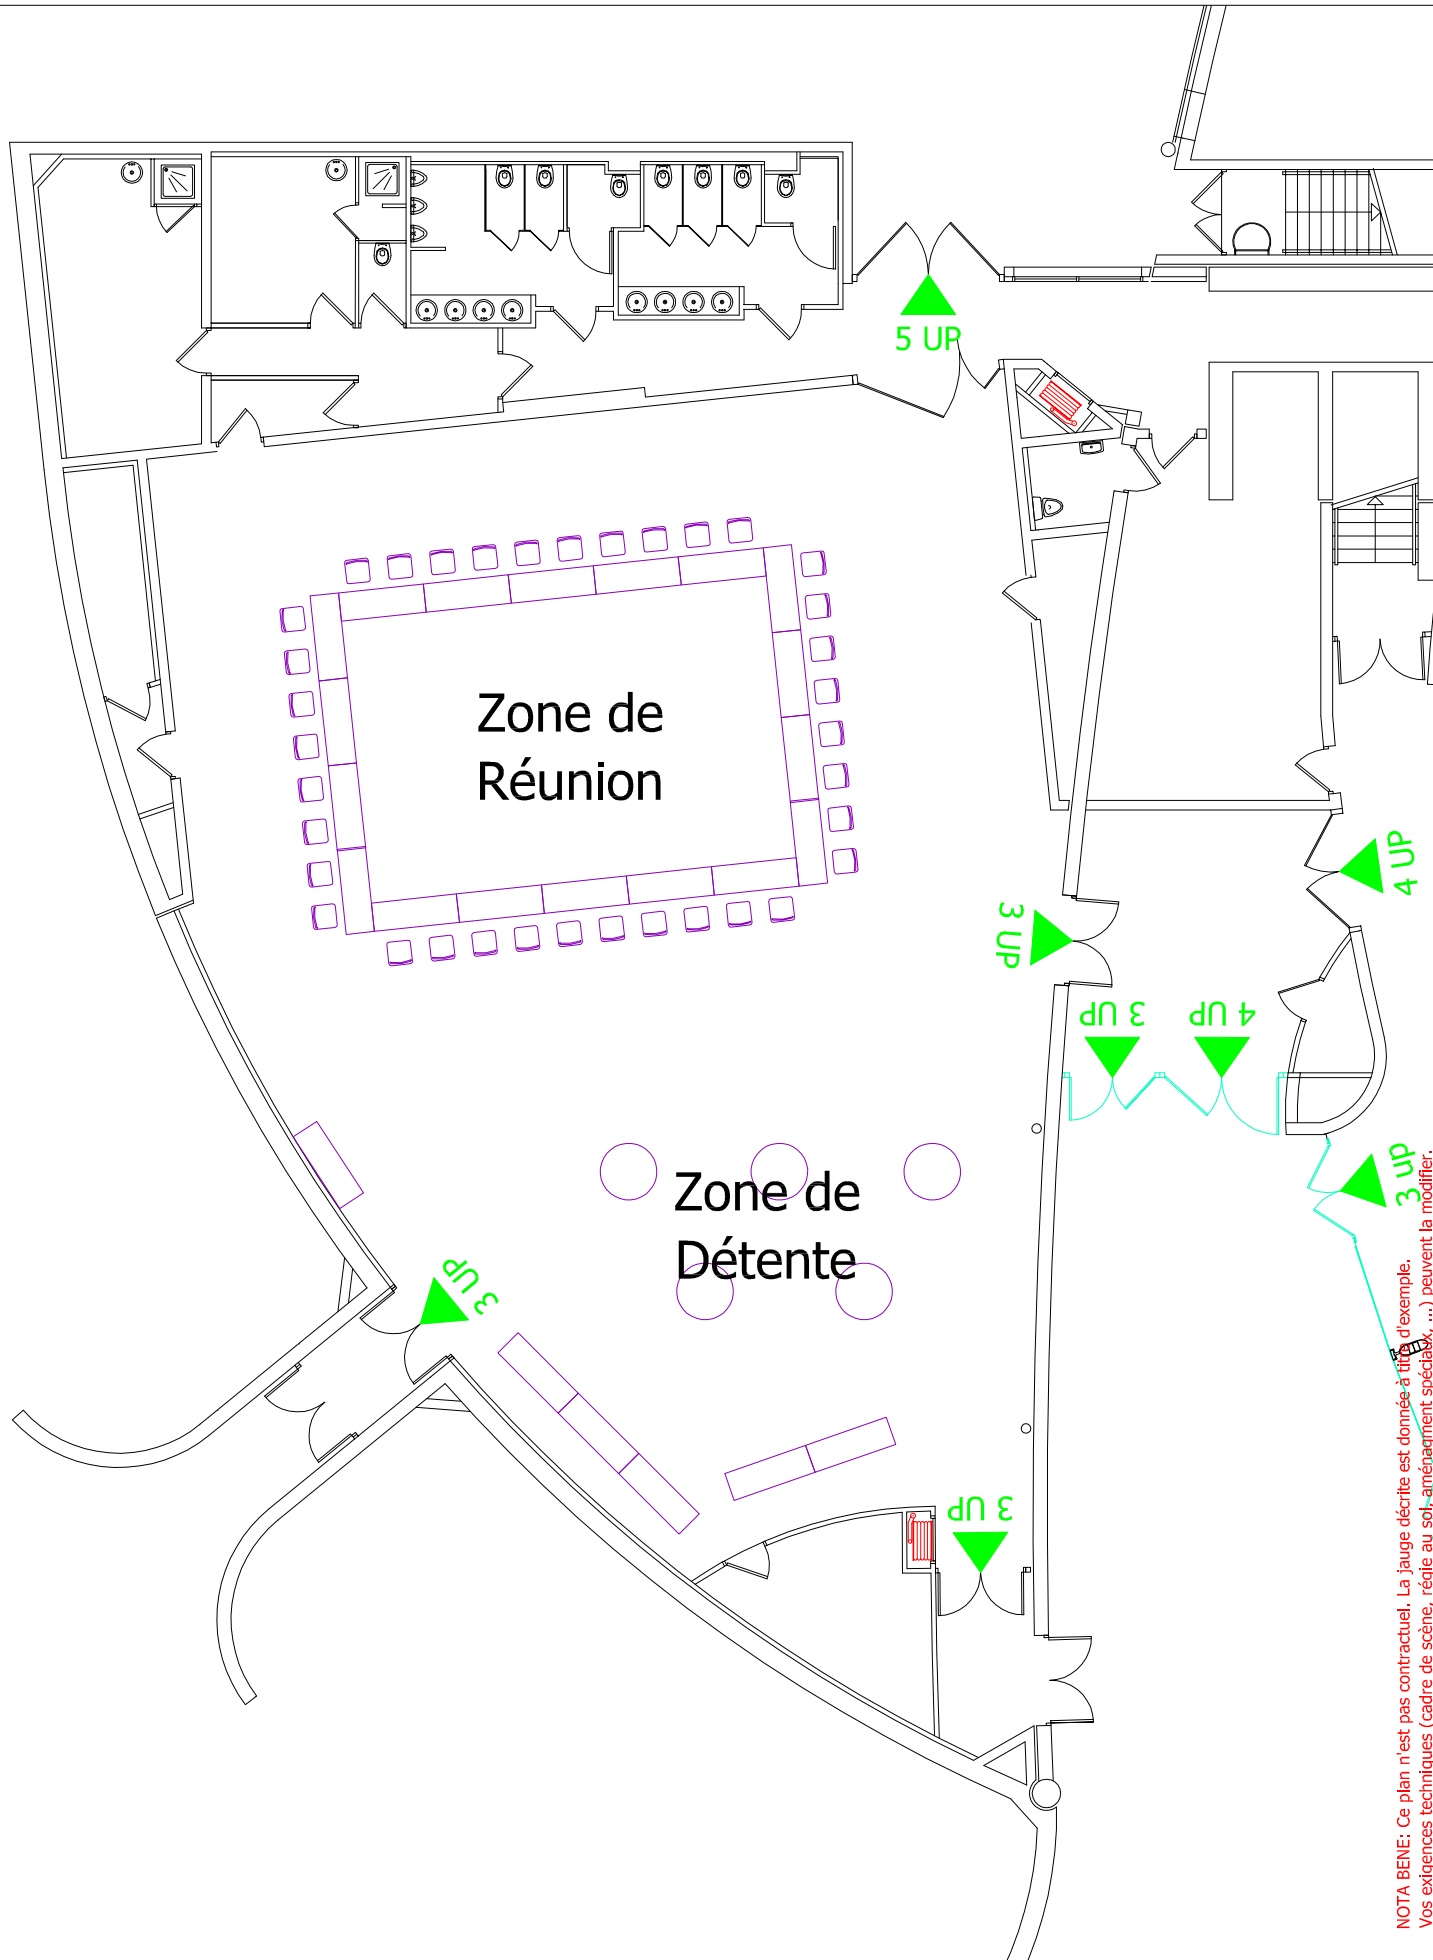 5 UP
Zone de
Réunion
4 UP
3 UP
3 UP
4 UP
3 up
Zone de
Détente
3 UP
3 UP
NOTA BENE: Ce plan n'est pas contractuel. La jauge décrite est donnée à titre d'exemple.
Vos exigences techniques (cadre de scène, régie au sol, aménagment spéciaux, ...) peuvent la modifier.